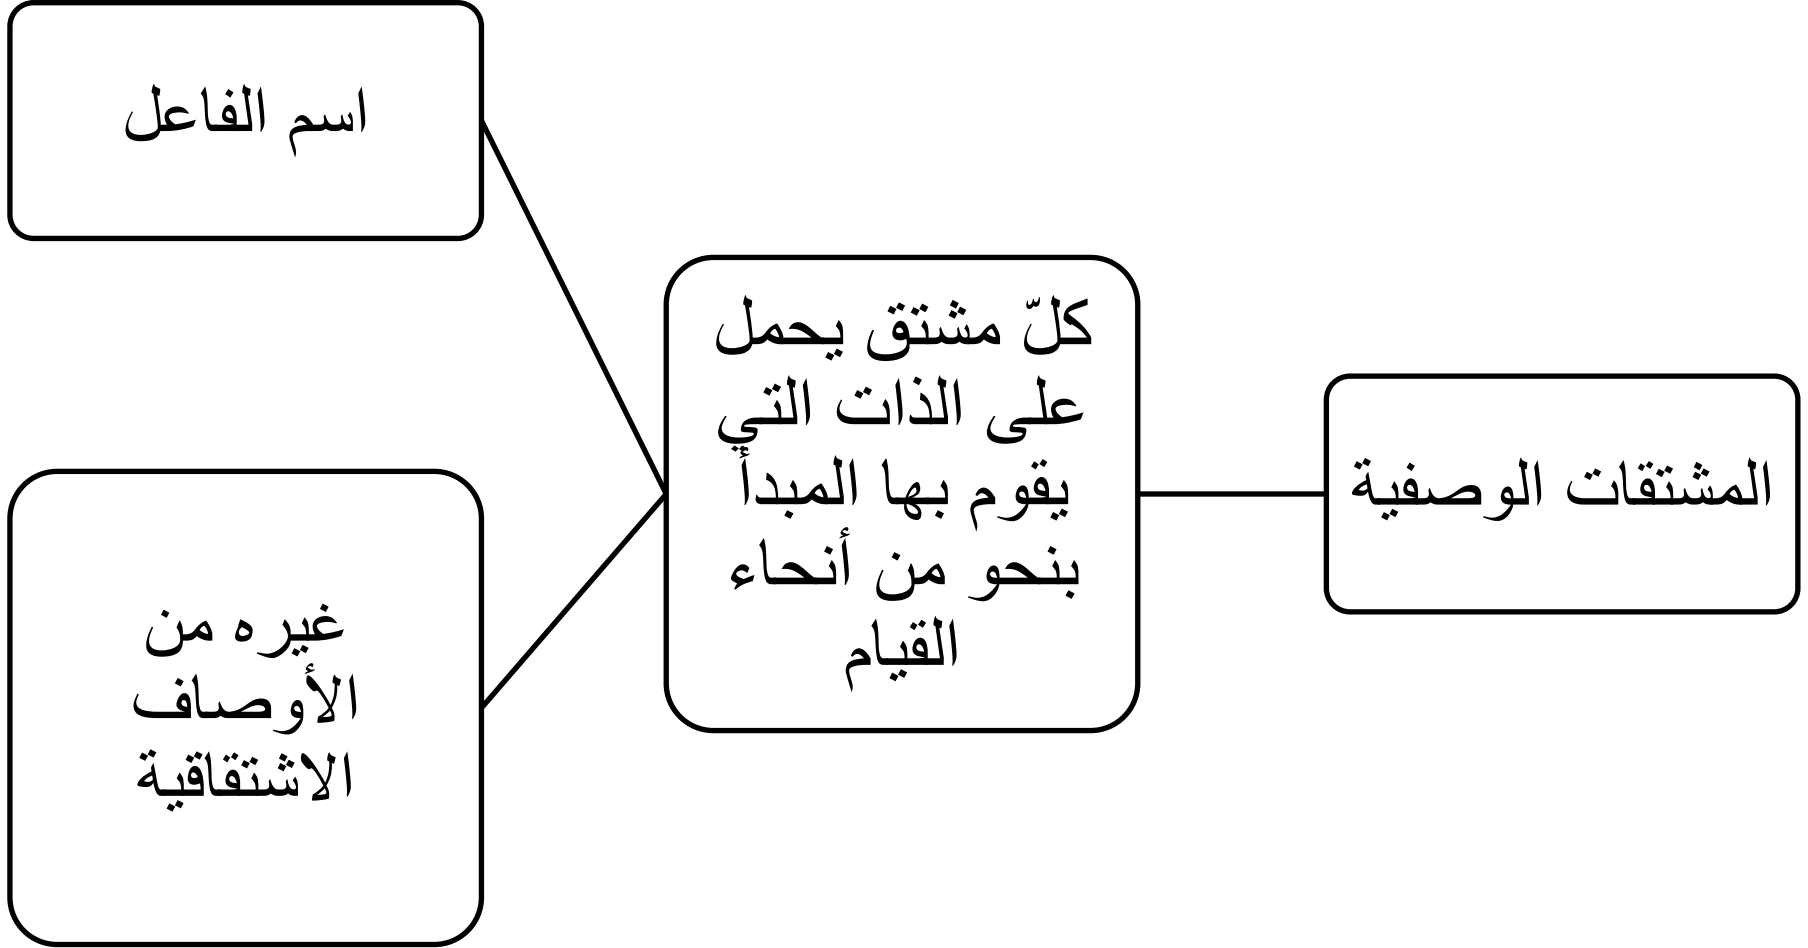 المشتقات الوصفية
كلّ مشتق يحمل
على الذات التي
يقوم بها المبدأ
بنحو من أنحاء
القيام
اسم الفاعل
غيره من
الأوصاف
الاشتقاقية